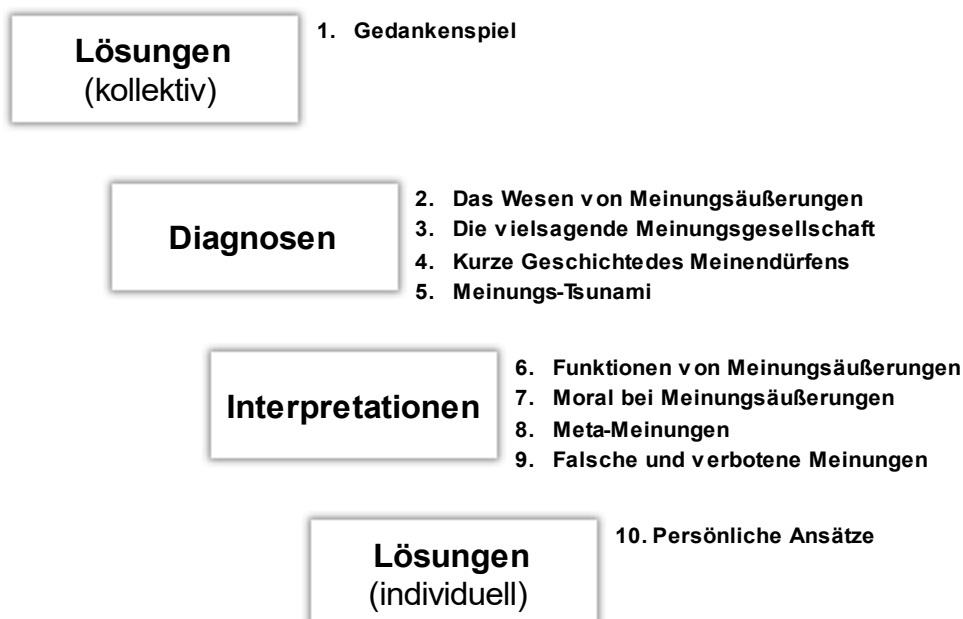 Lösungen
(kollektiv)
1. Gedankenspiel
Diagnosen
2. Das Wesen von Meinungsäußerungen
3. Die vielsagende Meinungsgesellschaft
4. Kurze Geschichtedes Meinendürfens
5. Meinungs-Tsunami
Interpretationen
6. Funktionen von Meinungsäußerungen
7. Moral bei Meinungsäußerungen
8. Meta-Meinungen
9. Falsche und verbotene Meinungen
Lösungen
(individuell)
10. Persönliche Ansätze